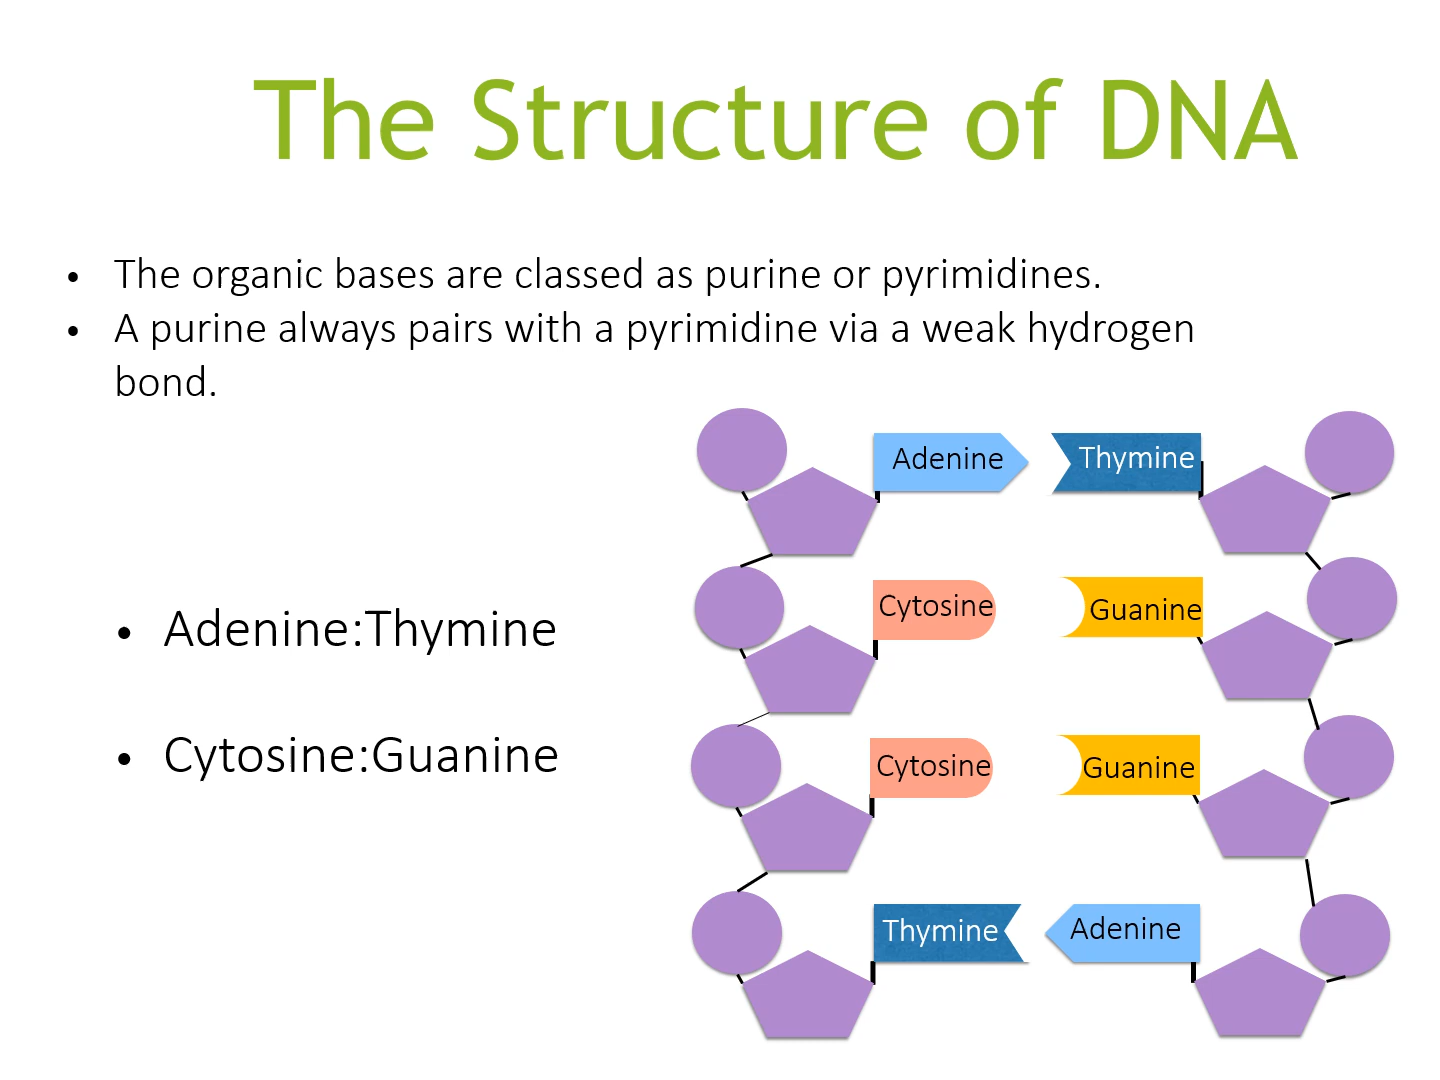 The Structure of DNA
• The organic bases are classed as purine or pyrimidines.
• A purine always pairs with a pyrimidine via a weak hydrogen
bond.
• Adenine:Thymine
• Cytosine:Guanine
Adenine Thymine
Cytosine Guanine
Cytosine Guanine
Thymine Adenine